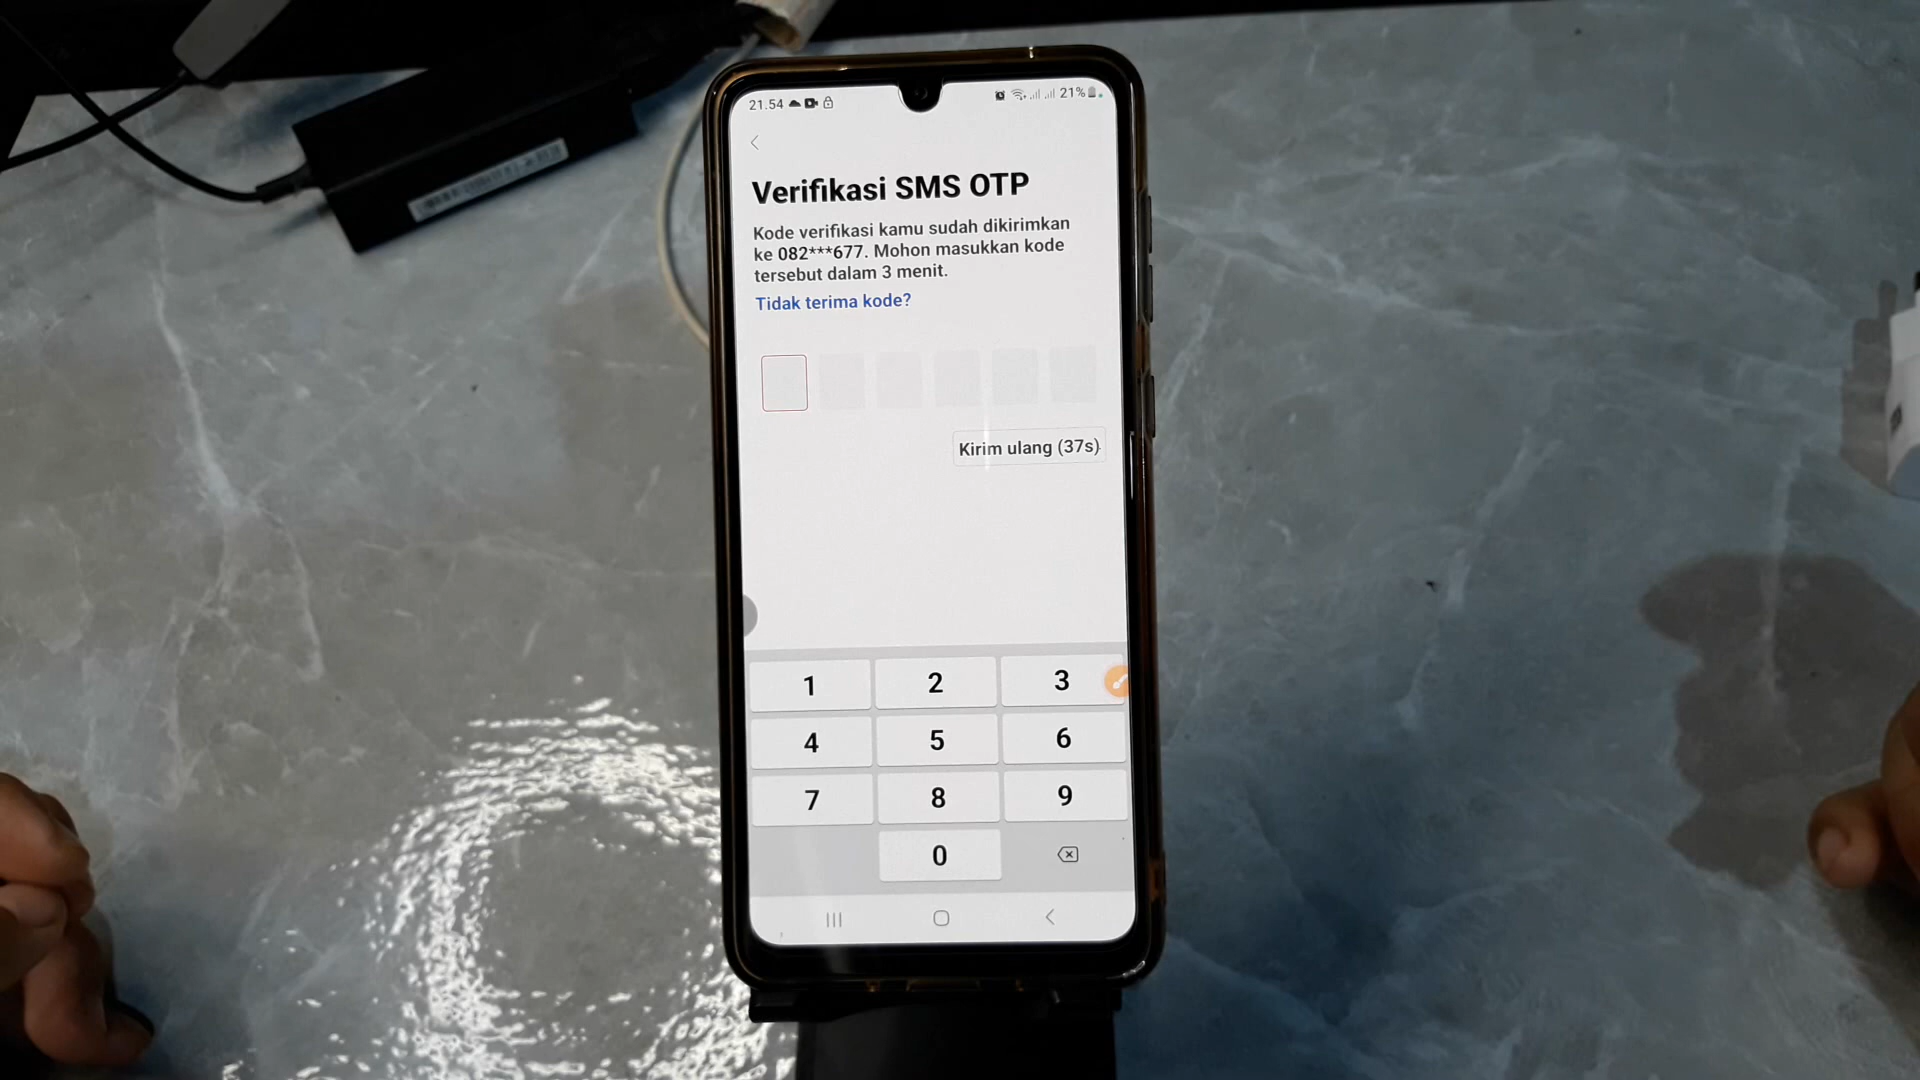 21.54
21%
Verifikasi SMS OTP
Kode verifikasi kamu sudah dikirimkan
ke 082***677. Mohon masukkan kode
tersebut dalam 3 menit.
Tidak terima kode?
Kirim ulang (37s)
1 2 3
4 5 6
7 8 9
0